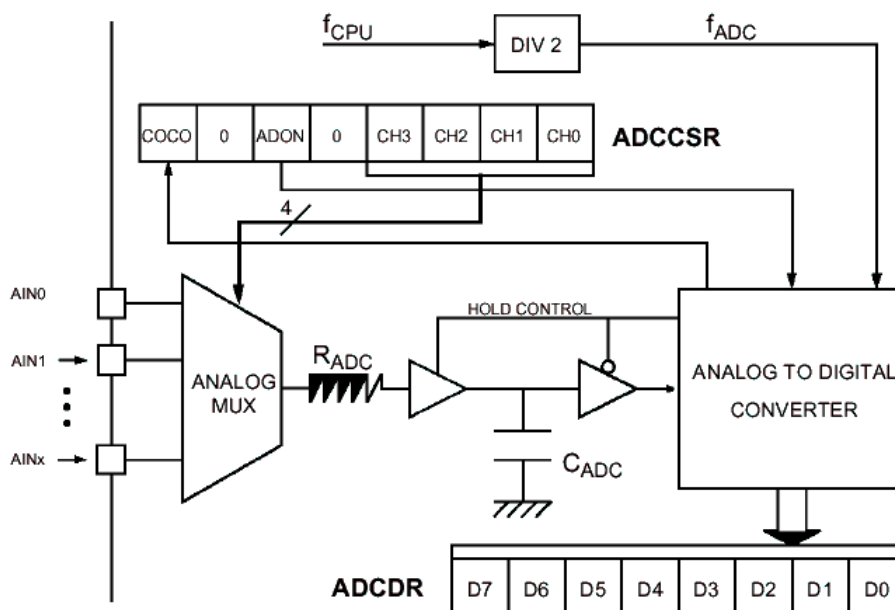 fCPU
DIV 2
fADC
COCO 0 ADON 0 CH3 CH2 CH1 CH0
ADCCSR
4
AIN0
AIN1
AINx
ANALOG
MUX
RADC
HOLD CONTROL
CADC
ANALOG TO DIGITAL
CONVERTER
ADCDR
D7 D6 D5 D4 D3 D2 D1 D0